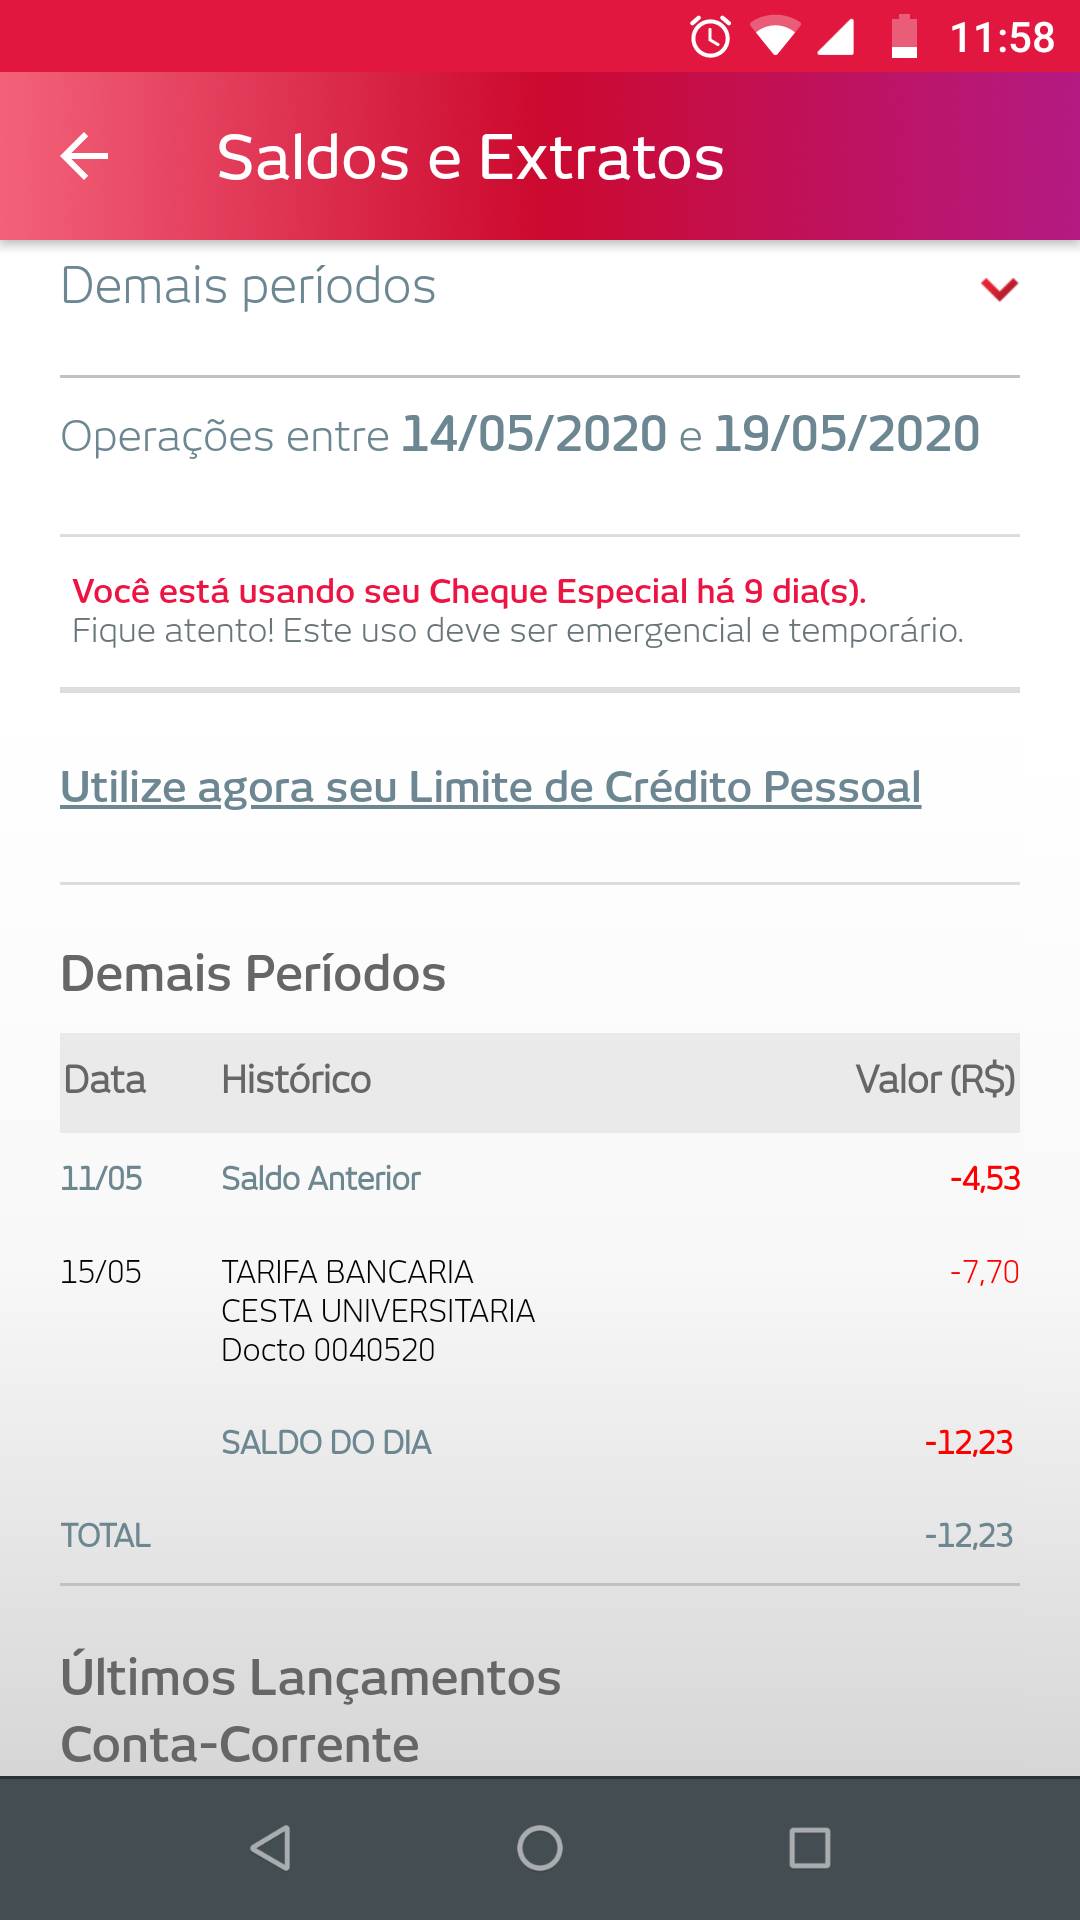 11:58
Saldos e Extratos
Demais períodos
Operações entre 14/05/2020 e 19/05/2020
Você está usando seu Cheque Especial há 9 dia(s).
Fique atento! Este uso deve ser emergencial e temporário.
Utilize agora seu Limite de Crédito Pessoal
Demais Períodos
Data Histórico Valor (R$)
11/05 Saldo Anterior -4,53
15/05 TARIFA BANCARIA -7,70
CESTA UNIVERSITARIA
Docto 0040520
SALDO DO DIA -12,23
TOTAL -12,23
Últimos Lançamentos
Conta-Corrente